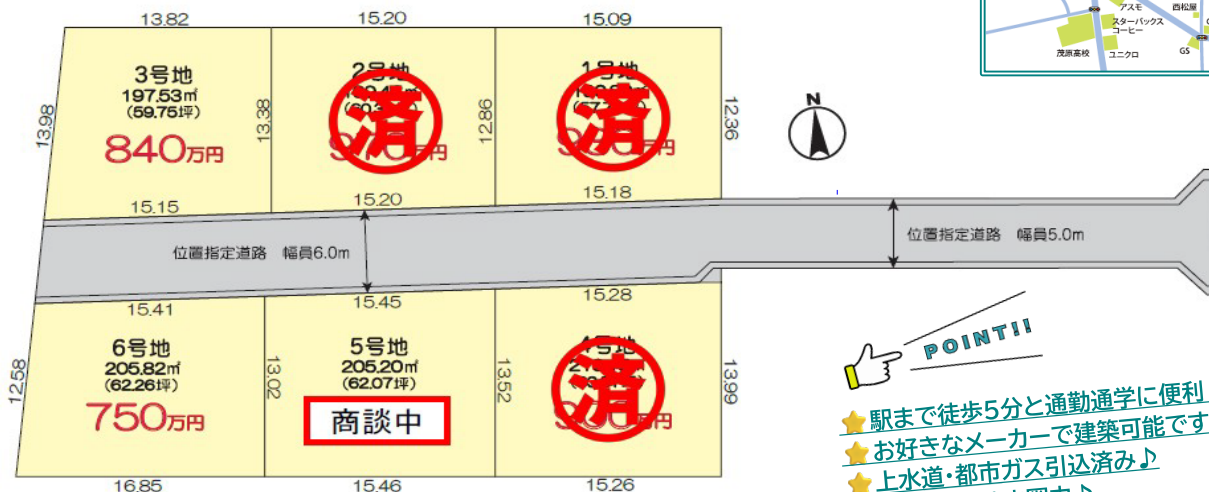 アスモ
西松屋
スターバックス
コーヒー
茂原高校
ユニクロ
GS
13.82
15.20
15.09
3号地
197.53㎡
(59.75坪)
840万円
13.98
13.38
2号地
済
万円
12.86
1号地
済
万円
12.36
N
15.15
15.20
15.18
位置指定道路 幅員6.0m
位置指定道路 幅員5.0m
15.41
15.45
15.28
6号地
205.82㎡
(62.26坪)
750万円
12.58
13.02
5号地
205.20㎡
(62.07坪)
商談中
13.52
4号地
済
万円
13.99
16.85
15.46
15.26
POINT!!
駅まで徒歩5分と通勤通学に便利
お好きなメーカーで建築可能です
上水道・都市ガス引込済み♪